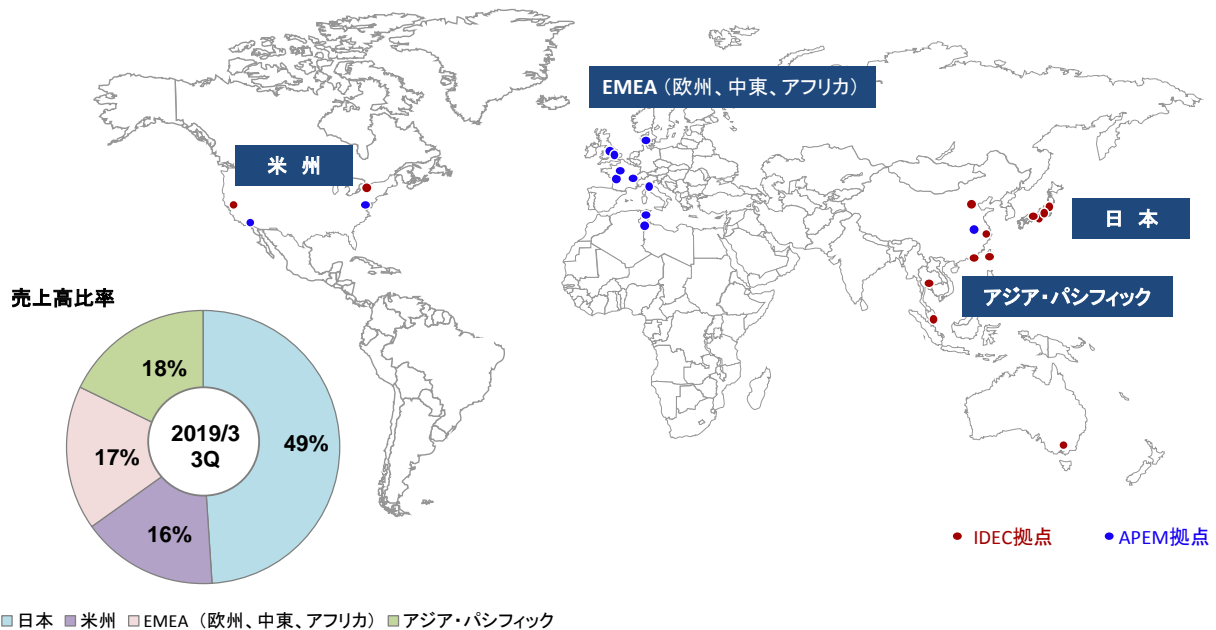 EMEA（欧州、中東、アフリカ）
米 州
日 本
アジア・パシフィック
売上高比率
18%
49%
2019/3
3Q
17%
16%
IDEC拠点
APEM拠点
日本 米州 EMEA （欧州、中東、アフリカ） アジア・パシフィック